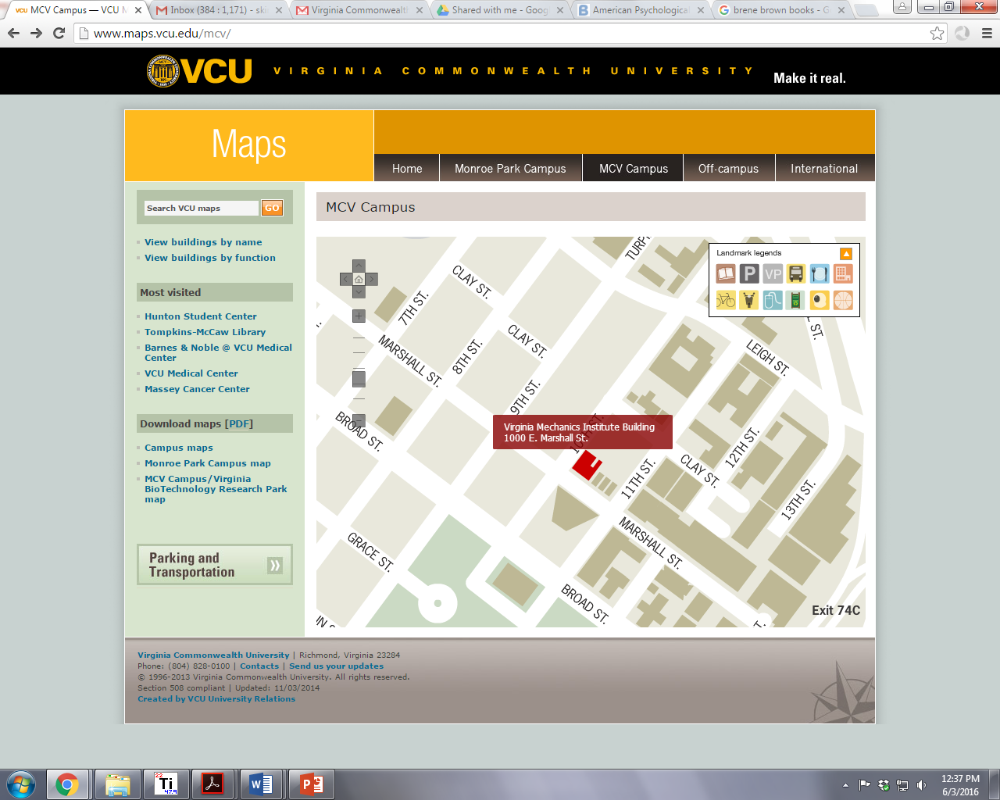 MCV Campus — VCU M
Inbox (384 : 1,171) - ski
Virginia Commonwealt
Shared with me - Goog
American Psychological
brene brown books - G
www.maps.vcu.edu/mcv/
VCU VIRGINIA COMMONWEALTH UNIVERSITY Make it real.
Maps
Home Monroe Park Campus MCV Campus Off-campus International
Search VCU maps GO
View buildings by name
View buildings by function
Most visited
Hunton Student Center
Tompkins-McCaw Library
Barnes & Noble @ VCU Medical
Center
VCU Medical Center
Massey Cancer Center
Download maps [PDF]
Campus maps
Monroe Park Campus map
MCV Campus/Virginia
BioTechnology Research Park
map
Parking and
Transportation
MCV Campus
Landmark legends
P
VP
TURP
CLAY ST.
7TH ST.
CLAY ST.
MARSHALL ST.
8TH ST.
LEIGH ST.
9TH ST.
BROAD ST.
Virginia Mechanics Institute Building
1000 E. Marshall St.
10TH ST.
12TH ST.
CLAY ST.
11TH ST.
13TH ST.
MARSHALL ST.
GRACE ST.
BROAD ST.
Exit 74C
Virginia Commonwealth University | Richmond, Virginia 23284
Phone: (804) 828-0100 | Contacts | Send us your updates
© 1996-2013 Virginia Commonwealth University. All rights reserved.
Section 508 compliant | Updated: 11/03/2014
Created by VCU University Relations
22
Ti
47.9
12:37 PM
6/3/2016